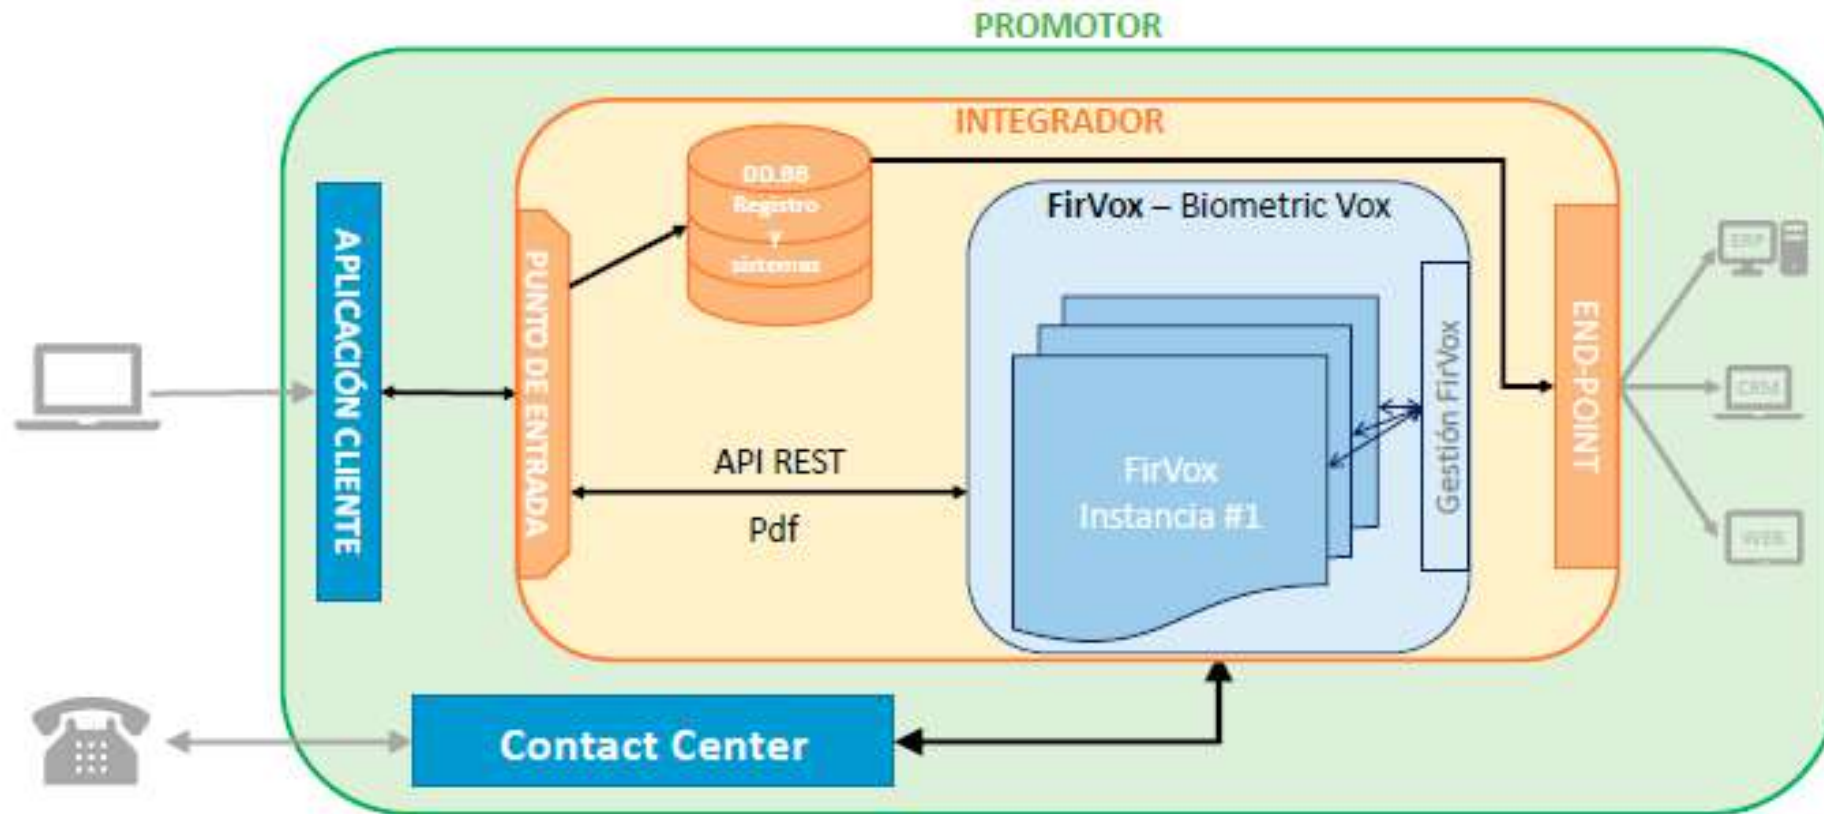 PROMOTOR
INTEGRADOR
DD.BB
Registro
Y
sistemas
FirVox – Biometric Vox
APLICACIÓN CLIENTE
PUNTO DE ENTRADA
API REST
Pdf
FirVox
Instancia #1
Gestión FirVox
END-POINT
ERP
CRM
WEB
Contact Center